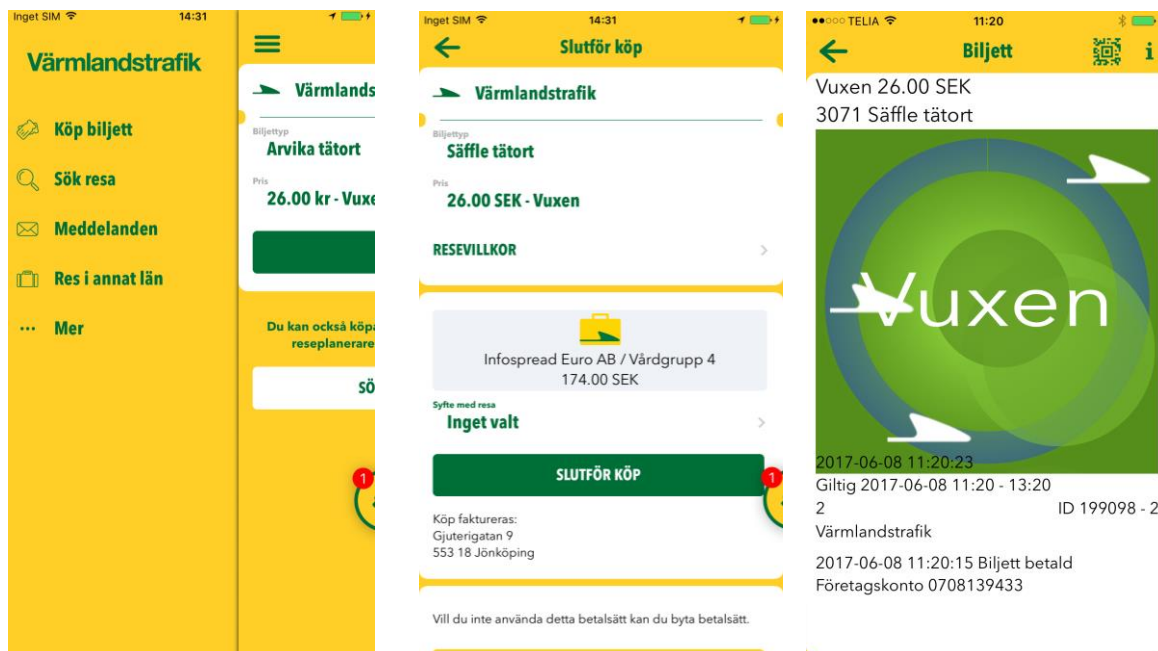 Inget SIM 14:31
Värmlandstrafik
Köp biljett
Sök resa
Meddelanden
Res i annat län
Mer
Värmlands
Biljettyp
Arvika tätort
Pris
26.00 kr - Vuxe
Du kan också köpa
reseplanerare
SÖ
1
Inget SIM 14:31
Slutför köp
Värmlandstrafik
Biljettyp
Säffle tätort
Pris
26.00 SEK - Vuxen
RESEVILLKOR
Infospread Euro AB / Vårdgrupp 4
174.00 SEK
Syfte med resa
Inget valt
SLUTFÖR KÖP
1
Köp faktureras:
Gjuterigatan 9
553 18 Jönköping
Vill du inte använda detta betalsätt kan du byta betalsätt.
TELIA 11:20
Biljett i
Vuxen 26.00 SEK
3071 Säffle tätort
Vuxen
2017-06-08 11:20:23
Giltig 2017-06-08 11:20 - 13:20
2 ID 199098 - 2
Värmlandstrafik
2017-06-08 11:20:15 Biljett betald
Företagskonto 0708139433